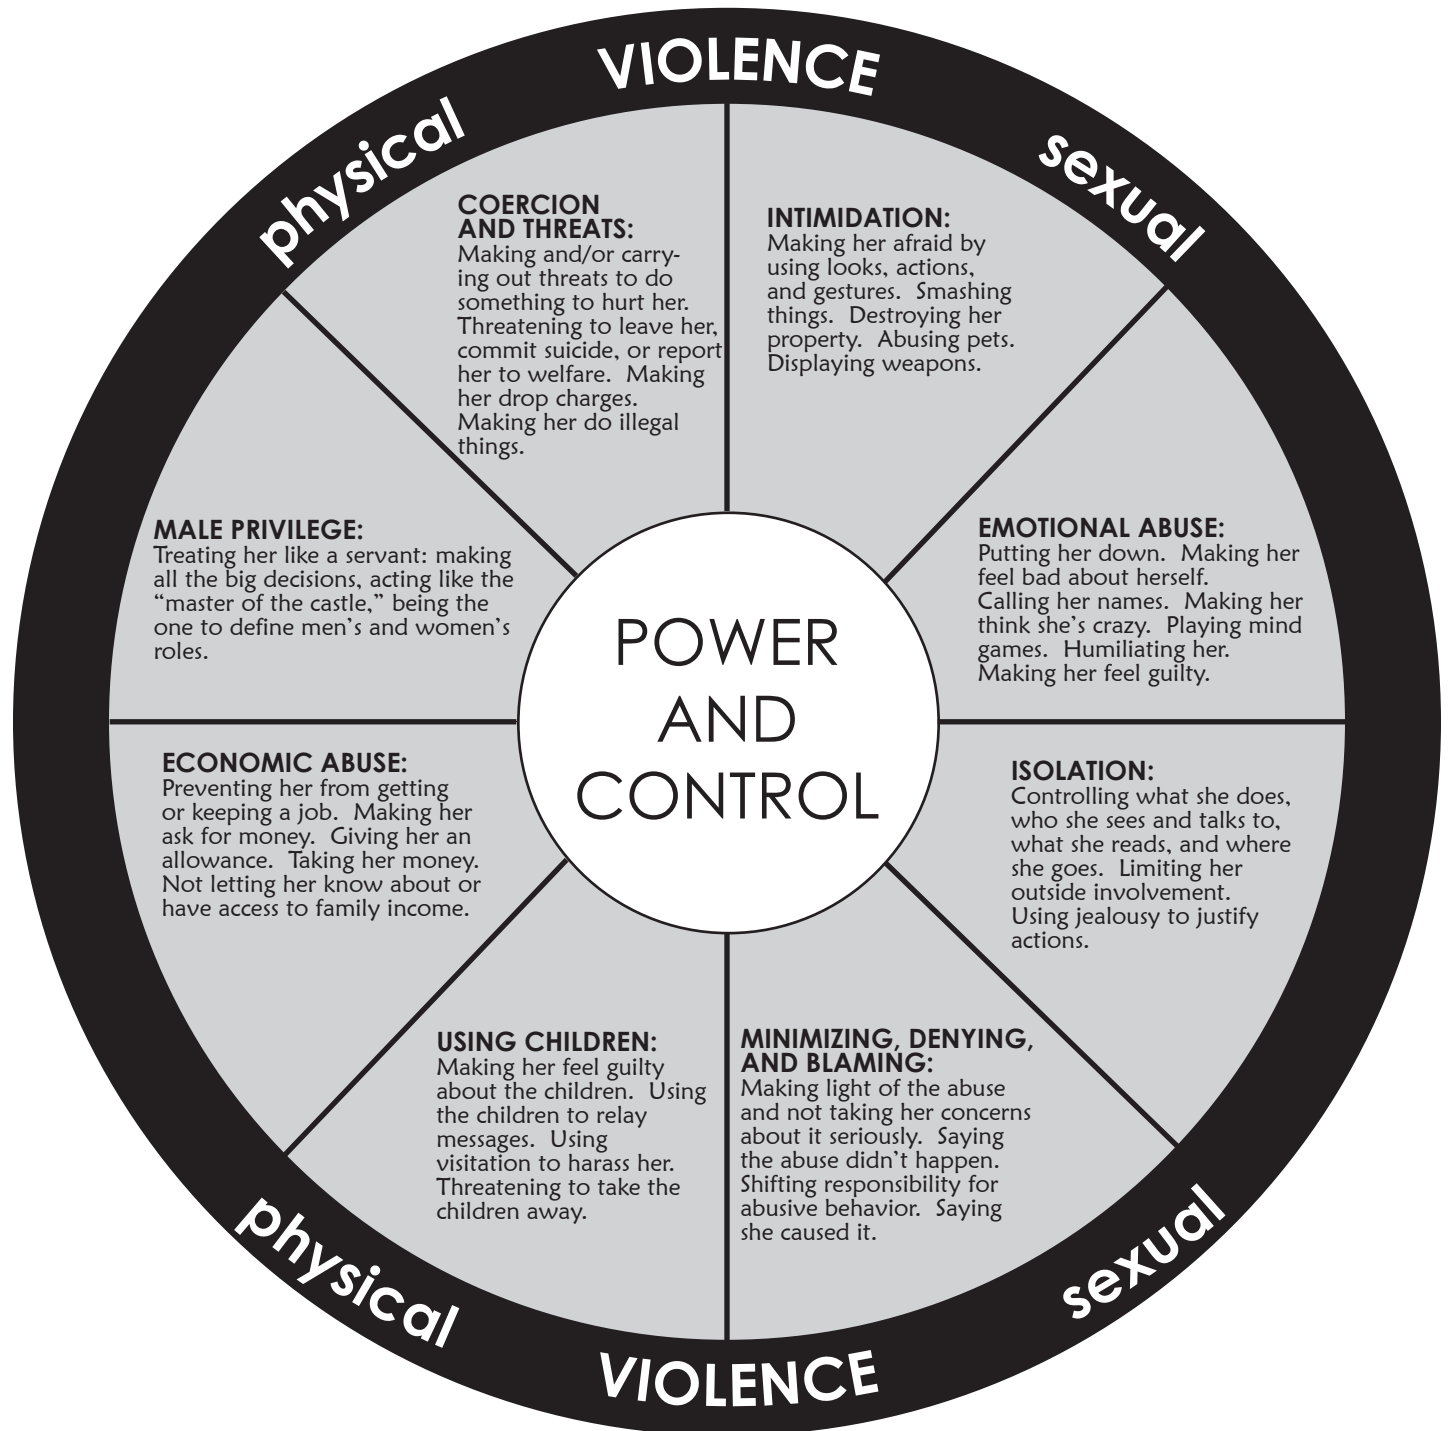 VIOLENCE
physical
sexual
COERCION
AND THREATS:
Making and/or carry-
ing out threats to do
something to hurt her.
Threatening to leave her,
commit suicide, or report
her to welfare.  Making
her drop charges.
Making her do illegal
things.
INTIMIDATION:
Making her afraid by
using looks, actions,
and gestures.  Smashing
things.  Destroying her
property.  Abusing pets.
Displaying weapons.
MALE PRIVILEGE:
Treating her like a servant: making
all the big decisions, acting like the
“master of the castle,” being the
one to define men’s and women’s
roles.
EMOTIONAL ABUSE:
Putting her down.  Making her
feel bad about herself.
Calling her names.  Making her
think she’s crazy.  Playing mind
games.  Humiliating her.
Making her feel guilty.
POWER
AND
CONTROL
ECONOMIC ABUSE:
Preventing her from getting
or keeping a job.  Making her
ask for money.  Giving her an
allowance.  Taking her money.
Not letting her know about or
have access to family income.
ISOLATION:
Controlling what she does,
who she sees and talks to,
what she reads, and where
she goes.  Limiting her
outside involvement.
Using jealousy to justify
actions.
USING CHILDREN:
Making her feel guilty
about the children.  Using
the children to relay
messages.  Using
visitation to harass her.
Threatening to take the
children away.
MINIMIZING, DENYING,
AND BLAMING:
Making light of the abuse
and not taking her concerns
about it seriously.  Saying
the abuse didn’t happen.
Shifting responsibility for
abusive behavior.  Saying
she caused it.
physical
sexual
VIOLENCE